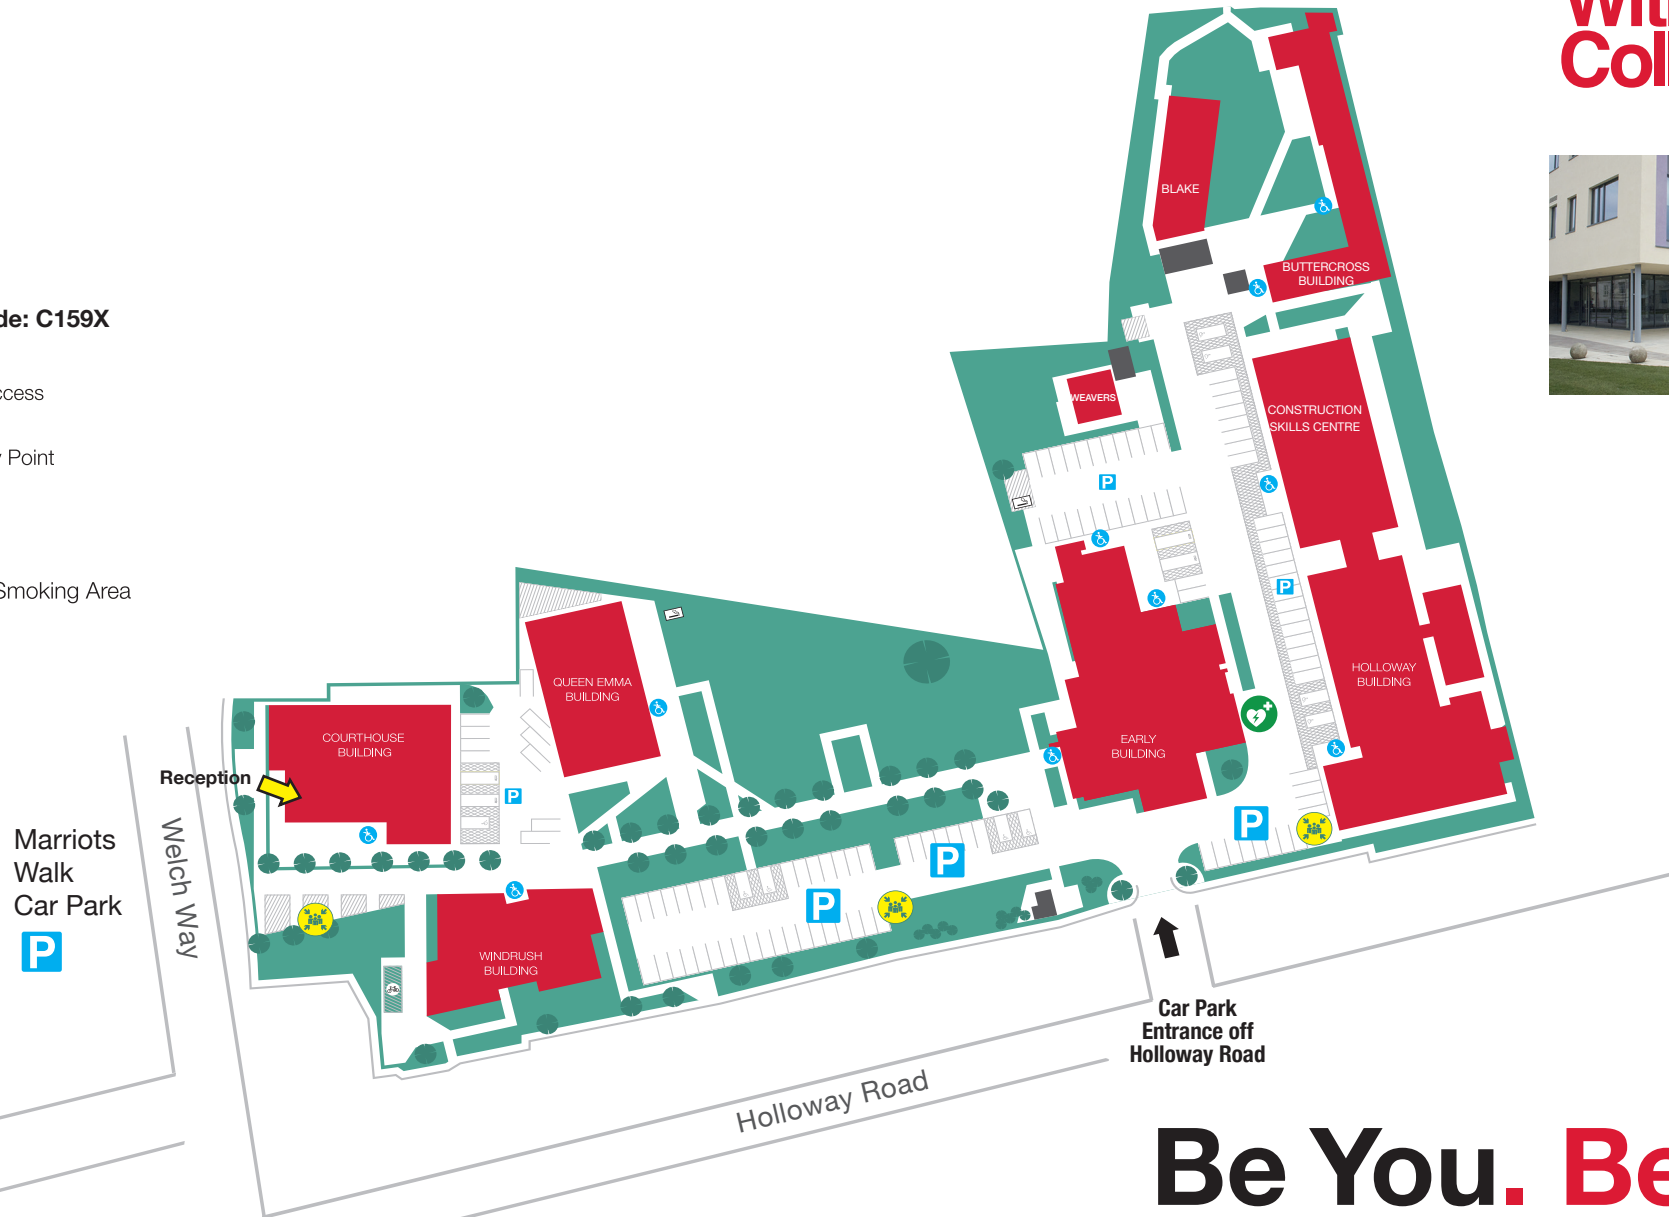 Coll
de: C159X
ccess
Point
Smoking Area
BLAKE
BUTTERCROSS
BUILDING
WEAVERS
CONSTRUCTION
SKILLS CENTRE
P
P
HOLLOWAY
BUILDING
EARLY
BUILDING
QUEEN EMMA
BUILDING
COURTHOUSE
BUILDING
Reception
P
P
P
P
WINDRUSH
BUILDING
Marriots
Walk
Car Park
P
Welch Way
Holloway Road
Car Park
Entrance off
Holloway Road
Be You. Be